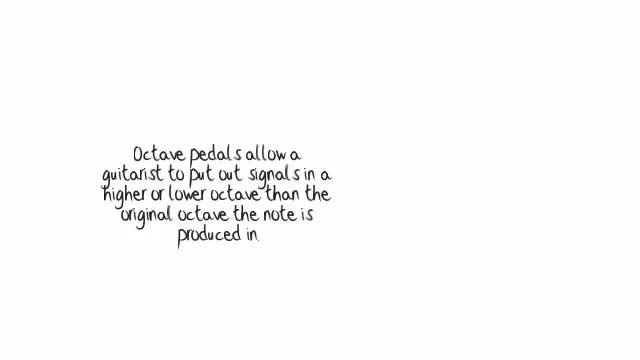 Octave pedals allow a
guitarist to put out signals in a
higher or lower octave than the
original octave the note is
produced in.